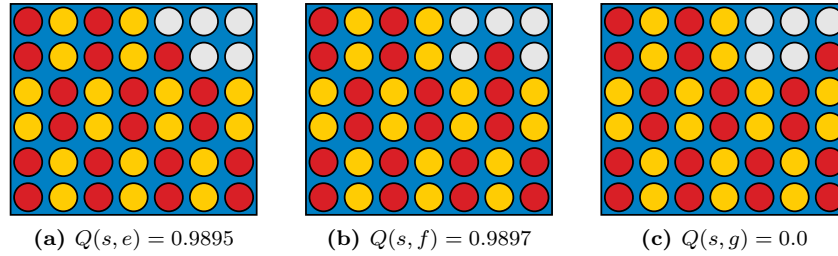 (a) Q(s, e) = 0.9895
(b) Q(s, f) = 0.9897
(c) Q(s, g) = 0.0